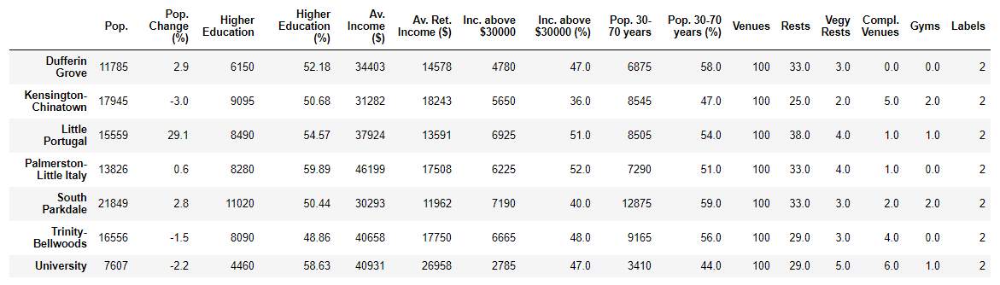 Pop. Pop. Change (%) Higher Education Higher Education (%) Av. Income ($) Av. Ret. Income ($) Inc. above $30000 Inc. above $30000 (%) Pop. 30-70 years Pop. 30-70 years (%) Venues Rests Vegy Rests Compl. Venues Gyms Labels
Dufferin Grove 11785 2.9 6150 52.18 34403 14578 4780 47.0 6875 58.0 100 33.0 3.0 0.0 0.0 2
Kensington-Chinatown 17945 -3.0 9095 50.68 31282 18243 5650 36.0 8545 47.0 100 25.0 2.0 5.0 2.0 2
Little Portugal 15559 29.1 8490 54.57 37924 13591 6925 51.0 8505 54.0 100 38.0 4.0 1.0 1.0 2
Palmerston-Little Italy 13826 0.6 8280 59.89 46199 17508 6225 52.0 7290 51.0 100 33.0 4.0 1.0 0.0 2
South Parkdale 21849 2.8 11020 50.44 30293 11962 7190 40.0 12875 59.0 100 33.0 3.0 2.0 2.0 2
Trinity-Bellwoods 16556 -1.5 8090 48.86 40658 17750 6665 48.0 9165 56.0 100 29.0 3.0 4.0 0.0 2
University 7607 -2.2 4460 58.63 40931 26958 2785 47.0 3410 44.0 100 29.0 5.0 6.0 1.0 2